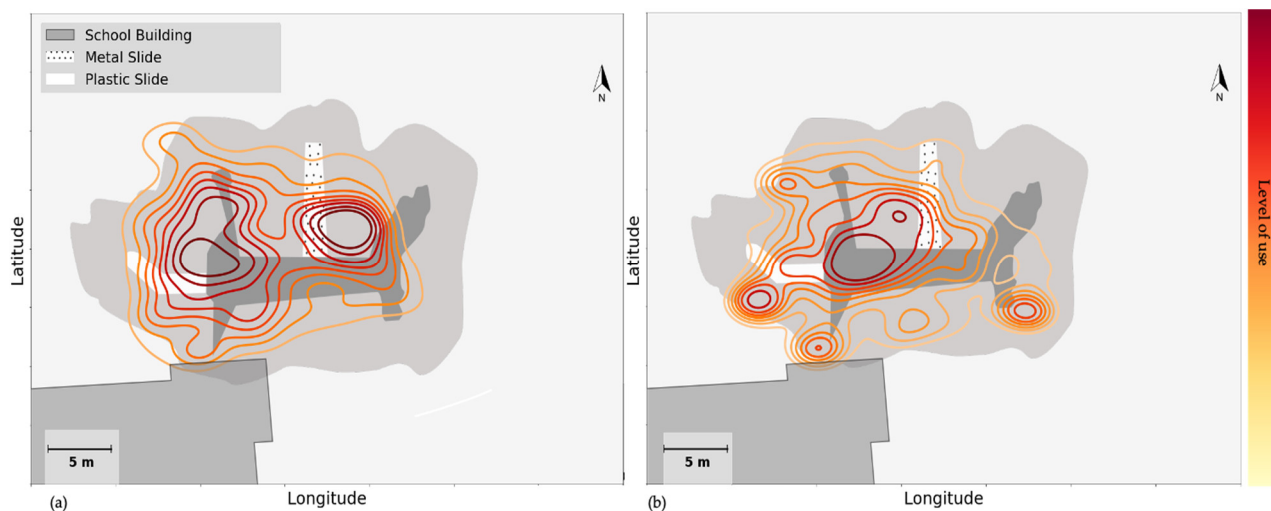 School Building
Metal Slide
Plastic Slide
N
N
Latitude
Latitude
Level of use
5 m
5 m
Longitude
Longitude
(a)
(b)